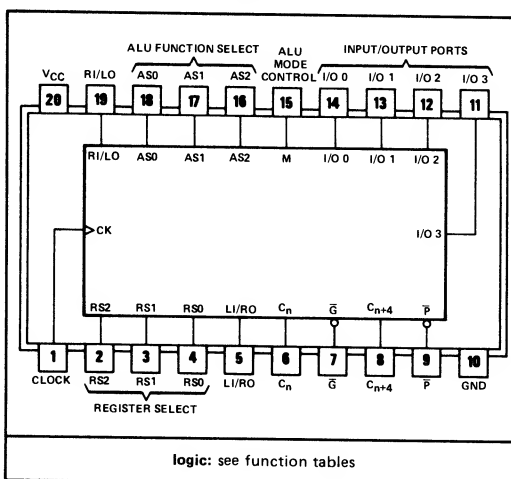 ALU FUNCTION SELECT ALU MODE CONTROL INPUT/OUTPUT PORTS
VCC RI/LO AS0 AS1 AS2 I/O 0 I/O 1 I/O 2 I/O 3
20 19 18 17 16 15 14 13 12 11
RI/LO AS0 AS1 AS2 M I/O 0 I/O 1 I/O 2
CK I/O 3
RS2 RS1 RS0 LI/RO Cn G̅ Cn+4 P̅
1 2 3 4 5 6 7 8 9 10
CLOCK RS2 RS1 RS0 LI/RO Cn G̅ Cn+4 P̅ GND
REGISTER SELECT
logic: see function tables